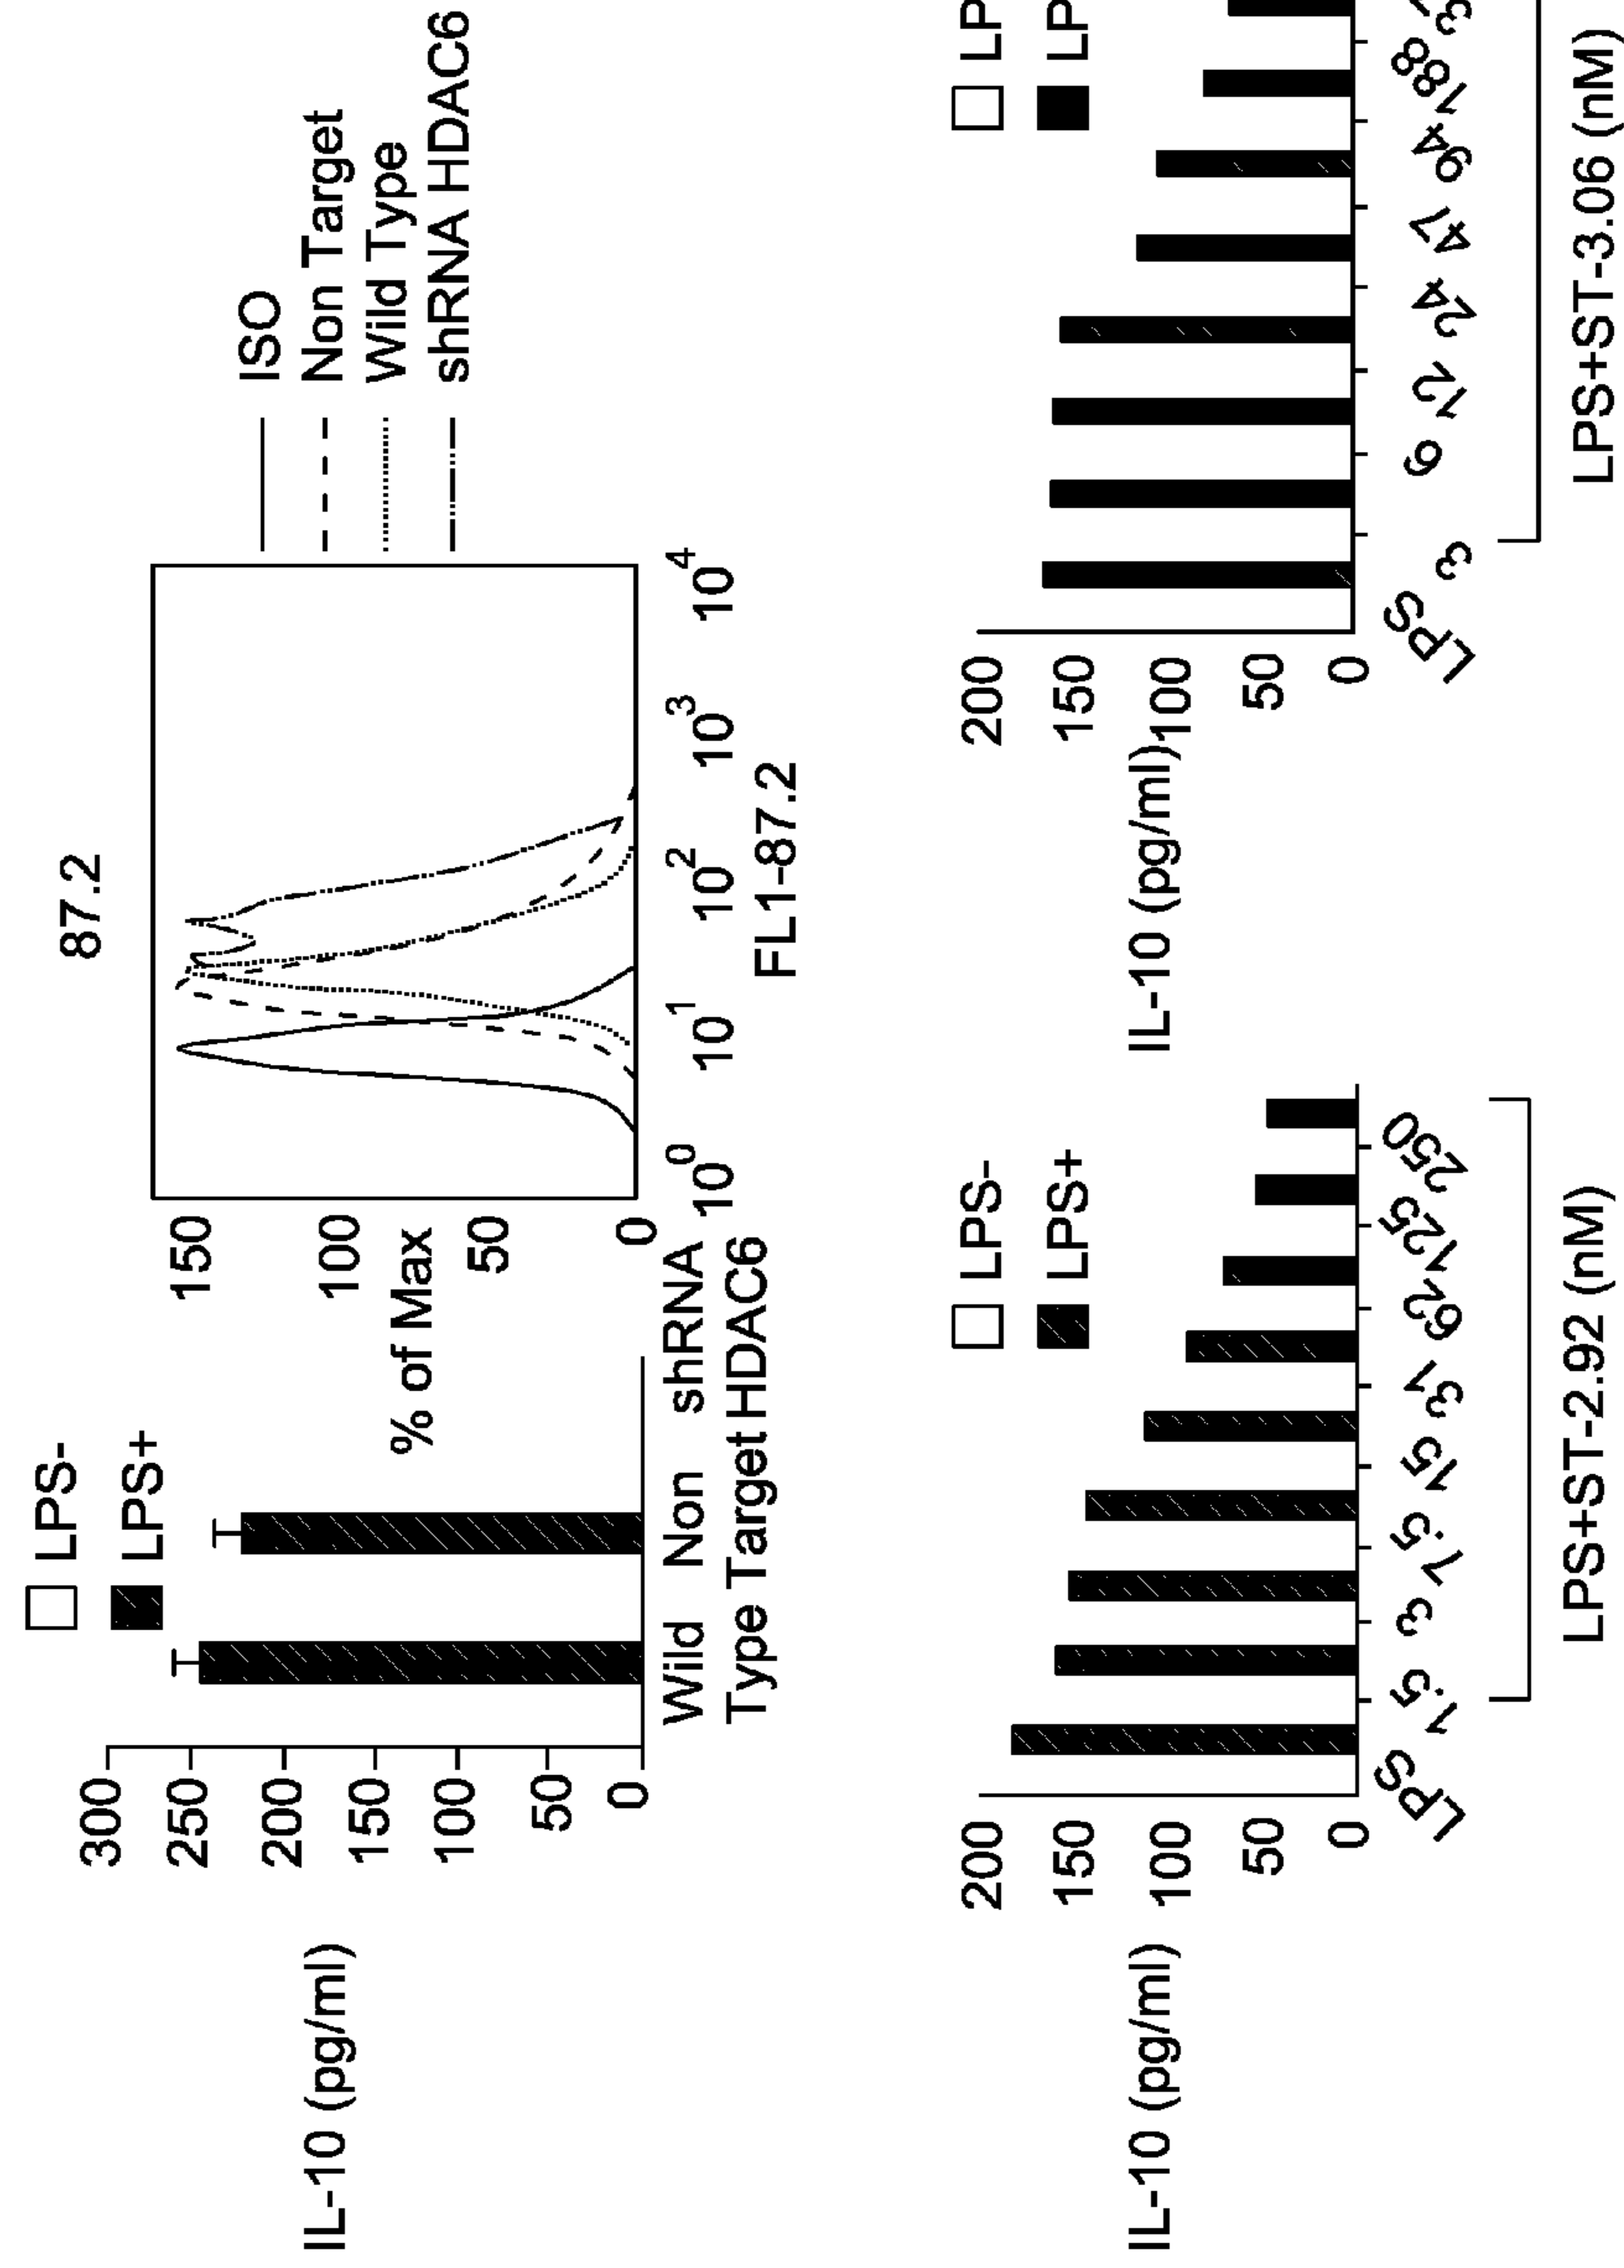 IL-10 (pg/ml)
300
250
200
150
100
50
0
LPS-
LPS+
Wild Type
Non Target
shRNA HDAC6
87.2
% of Max
150
100
50
0
10^0
10^1
10^2
10^3
10^4
FL1-87.2
ISO
Non Target
Wild Type
shRNA HDAC6
IL-10 (pg/ml)
200
150
100
50
0
LPS-
LPS+
LPS
1.5
3
7.5
15
31
62
125
250
LPS+ST-2.92 (nM)
IL-10 (pg/ml)
200
150
100
50
0
LP
LP
LPS
3
6
12
24
47
94
188
3
LPS+ST-3.06 (nM)